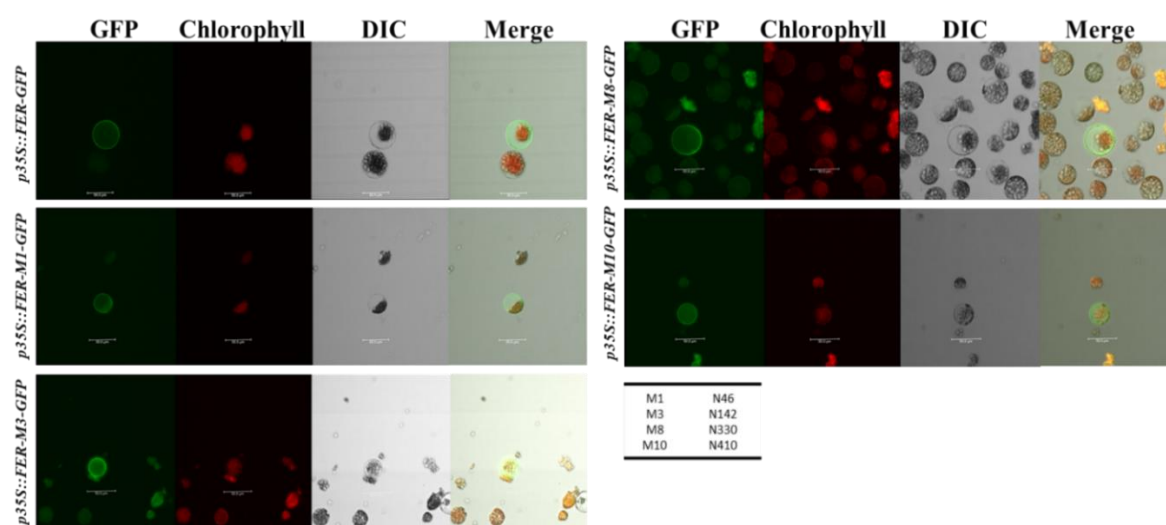 GFP Chlorophyll DIC Merge
p35S::FER-GFP
p35S::FER-M1-GFP
p35S::FER-M3-GFP
GFP Chlorophyll DIC Merge
p35S::FER-M8-GFP
p35S::FER-M10-GFP
M1 N46
M3 N142
M8 N330
M10 N410